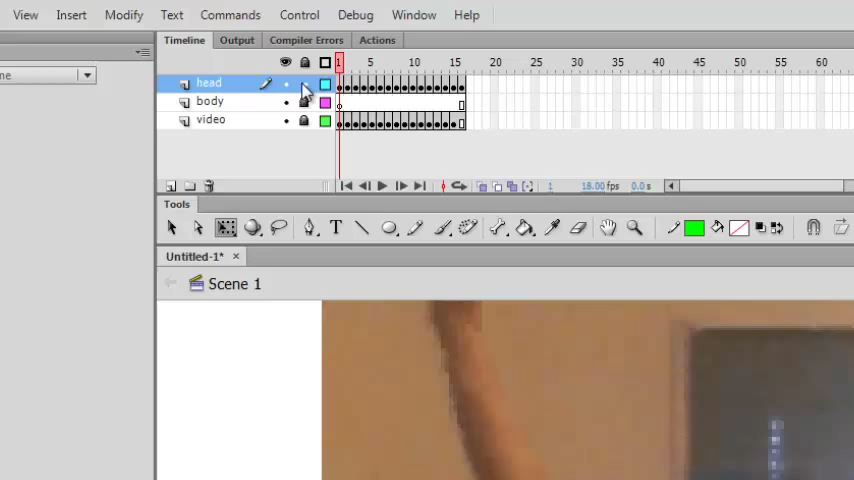 View Insert Modify Text Commands Control Debug Window Help
Timeline Output Compiler Errors Actions
1 5 10 15 20 25 30 35 40 45 50 55 60
head
body
video
1 18.00 fps 0.0 s
Tools
T
Untitled-1* ×
Scene 1